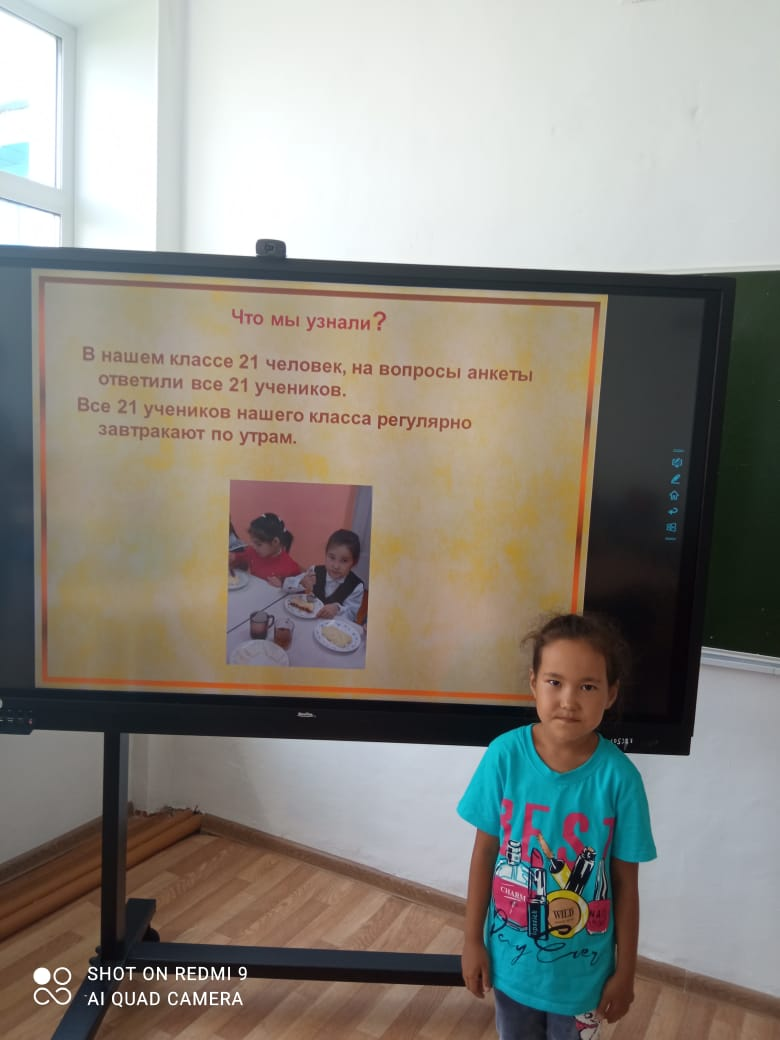 Что мы узнали?
В нашем классе 21 человек, на вопросы анкеты
ответили все 21 учеников.
Все 21 учеников нашего класса регулярно
завтракают по утрам.
BEST
CHARM
WILD
SHOT ON REDMI 9
AI QUAD CAMERA